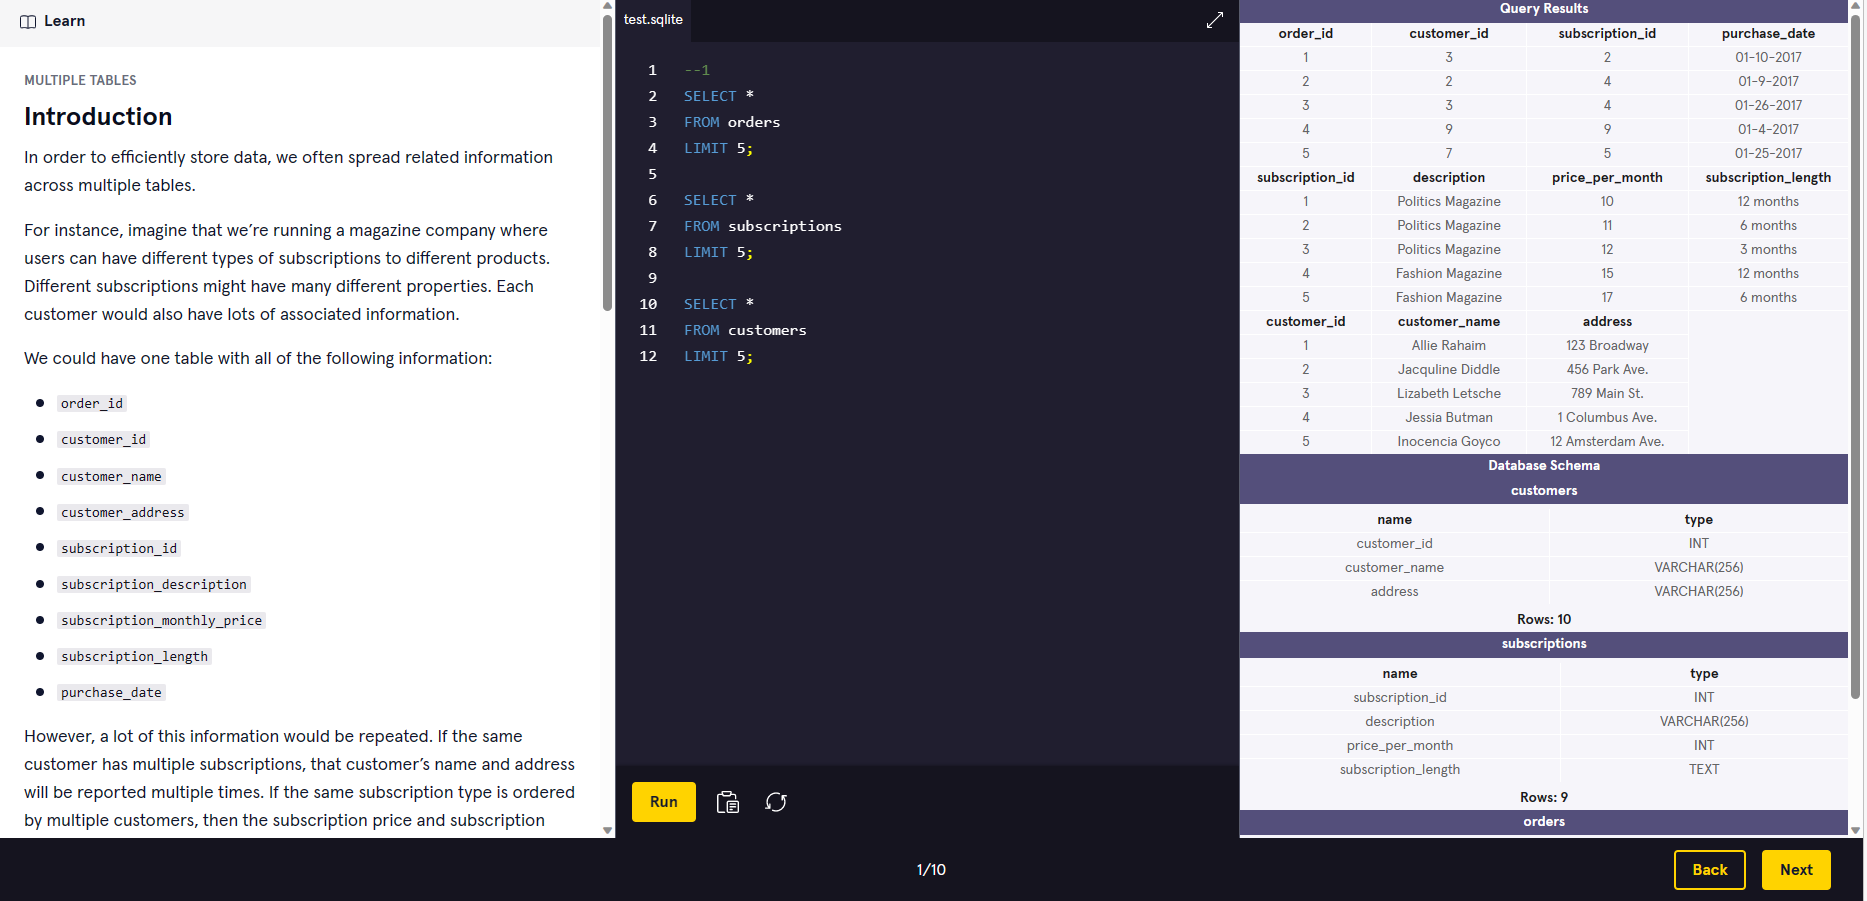 Learn
MULTIPLE TABLES
Introduction
In order to efficiently store data, we often spread related information
across multiple tables.
For instance, imagine that we’re running a magazine company where
users can have different types of subscriptions to different products.
Different subscriptions might have many different properties. Each
customer would also have lots of associated information.
We could have one table with all of the following information:
order_id
customer_id
customer_name
customer_address
subscription_id
subscription_description
subscription_monthly_price
subscription_length
purchase_date
However, a lot of this information would be repeated. If the same
customer has multiple subscriptions, that customer’s name and address
will be reported multiple times. If the same subscription type is ordered
by multiple customers, then the subscription price and subscription
test.sqlite
1 --1
2 SELECT *
3 FROM orders
4 LIMIT 5;
5
6 SELECT *
7 FROM subscriptions
8 LIMIT 5;
9
10 SELECT *
11 FROM customers
12 LIMIT 5;
Run
Query Results
order_id customer_id subscription_id purchase_date
1 3 2 01-10-2017
2 2 4 01-9-2017
3 3 4 01-26-2017
4 9 9 01-4-2017
5 7 5 01-25-2017
subscription_id description price_per_month subscription_length
1 Politics Magazine 10 12 months
2 Politics Magazine 11 6 months
3 Politics Magazine 12 3 months
4 Fashion Magazine 15 12 months
5 Fashion Magazine 17 6 months
customer_id customer_name address
1 Allie Rahaim 123 Broadway
2 Jacquline Diddle 456 Park Ave.
3 Lizabeth Letsche 789 Main St.
4 Jessia Butman 1 Columbus Ave.
5 Inocencia Goyco 12 Amsterdam Ave.
Database Schema
customers
name type
customer_id INT
customer_name VARCHAR(256)
address VARCHAR(256)
Rows: 10
subscriptions
name type
subscription_id INT
description VARCHAR(256)
price_per_month INT
subscription_length TEXT
Rows: 9
orders
1/10
Back
Next